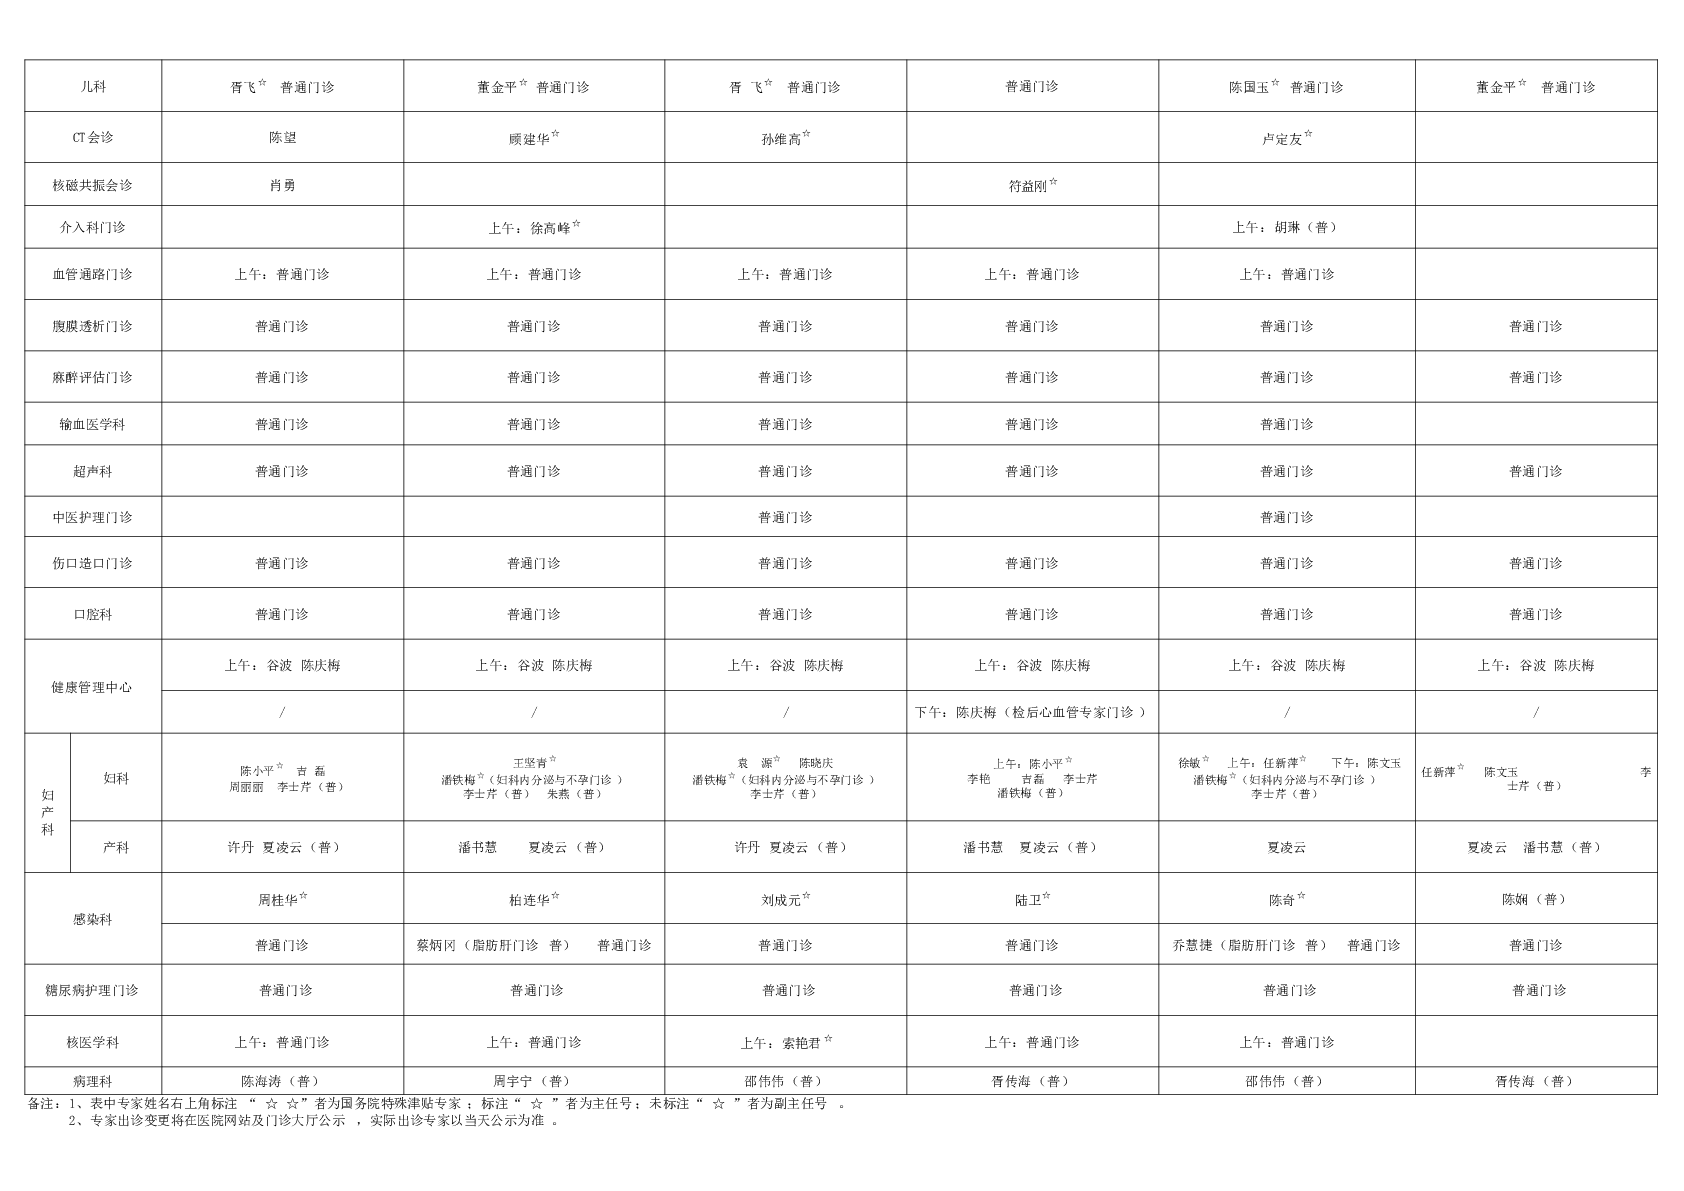 儿科 胥飞☆ 普通门诊 董金平☆ 普通门诊 胥 飞☆ 普通门诊 普通门诊 陈国玉☆ 普通门诊 董金平☆ 普通门诊
CT会诊 陈望 顾建华☆ 孙维高☆ 卢定友☆
核磁共振会诊 肖勇 符益刚☆
介入科门诊 上午：徐高峰☆ 上午：胡琳（普）
血管通路门诊 上午：普通门诊 上午：普通门诊 上午：普通门诊 上午：普通门诊 上午：普通门诊
腹膜透析门诊 普通门诊 普通门诊 普通门诊 普通门诊 普通门诊 普通门诊
麻醉评估门诊 普通门诊 普通门诊 普通门诊 普通门诊 普通门诊 普通门诊
输血医学科 普通门诊 普通门诊 普通门诊 普通门诊 普通门诊
超声科 普通门诊 普通门诊 普通门诊 普通门诊 普通门诊 普通门诊
中医护理门诊 普通门诊 普通门诊
伤口造口门诊 普通门诊 普通门诊 普通门诊 普通门诊 普通门诊 普通门诊
口腔科 普通门诊 普通门诊 普通门诊 普通门诊 普通门诊 普通门诊
健康管理中心 上午：谷波 陈庆梅 上午：谷波 陈庆梅 上午：谷波 陈庆梅 上午：谷波 陈庆梅 上午：谷波 陈庆梅 上午：谷波 陈庆梅
/ / / 下午：陈庆梅（检后心血管专家门诊） / /
妇产科
妇科
陈小平☆ 吉 磊
周丽丽 李士芹（普）
王坚青☆
潘铁梅☆（妇科内分泌与不孕门诊）
李士芹（普） 朱燕（普）
袁 源☆ 陈晓庆
潘铁梅☆（妇科内分泌与不孕门诊）
李士芹（普）
上午：陈小平☆
李艳 吉磊 李士芹
潘铁梅（普）
徐敏☆ 上午：任新萍☆ 下午：陈文玉
潘铁梅☆（妇科内分泌与不孕门诊）
李士芹（普）
任新萍☆ 陈文玉 李
士芹（普）
产科 许丹 夏凌云（普） 潘书慧 夏凌云（普） 许丹 夏凌云（普） 潘书慧 夏凌云（普） 夏凌云 夏凌云 潘书慧（普）
感染科 周桂华☆ 柏连华☆ 刘成元☆ 陆卫☆ 陈奇☆ 陈娴（普）
普通门诊 蔡炳冈（脂肪肝门诊 普） 普通门诊 普通门诊 普通门诊 乔慧捷（脂肪肝门诊 普） 普通门诊 普通门诊
糖尿病护理门诊 普通门诊 普通门诊 普通门诊 普通门诊 普通门诊 普通门诊
核医学科 上午：普通门诊 上午：普通门诊 上午：索艳君☆ 上午：普通门诊 上午：普通门诊
病理科 陈海涛（普） 周宇宁（普） 邵伟伟（普） 胥传海（普） 邵伟伟（普） 胥传海（普）
备注：1、表中专家姓名右上角标注 “ ☆ ☆”者为国务院特殊津贴专家；标注“ ☆ ”者为主任号；未标注“ ☆ ”者为副主任号 。
2、专家出诊变更将在医院网站及门诊大厅公示 ，实际出诊专家以当天公示为准 。